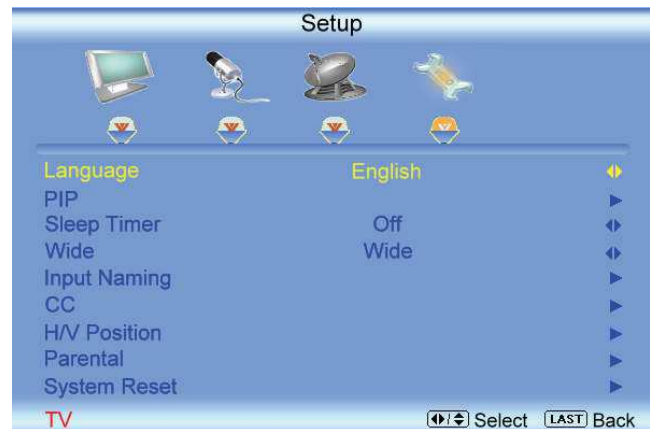 Setup
Language English
PIP
Sleep Timer Off
Wide Wide
Input Naming
CC
H/V Position
Parental
System Reset
TV Select LAST Back